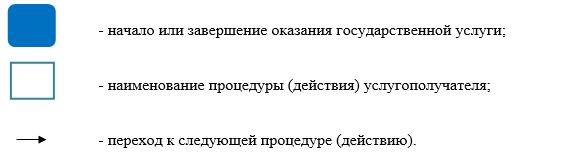 - начало или завершение оказания государственной услуги;
- наименование процедуры (действия) услугополучателя;
- переход к следующей процедуре (действию).